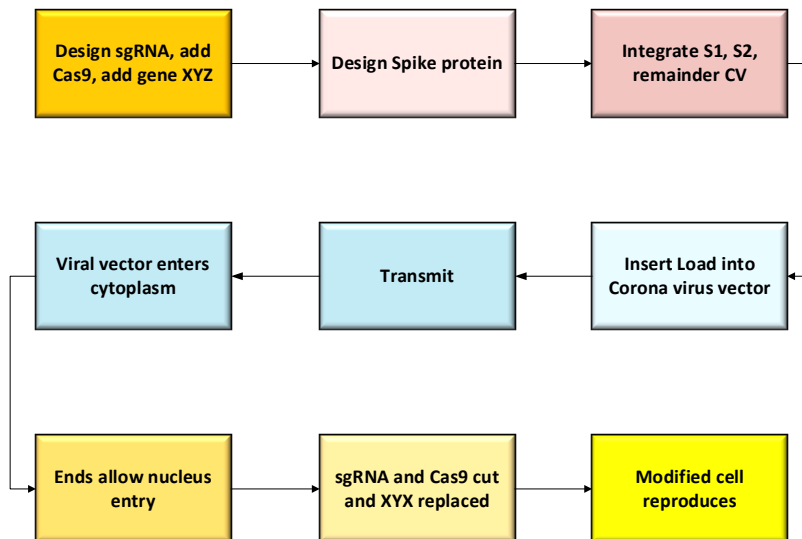 Design sgRNA, add
Cas9, add gene XYZ
Design Spike protein
Integrate S1, S2,
remainder CV
Viral vector enters
cytoplasm
Transmit
Insert Load into
Corona virus vector
Ends allow nucleus
entry
sgRNA and Cas9 cut
and XYX replaced
Modified cell
reproduces